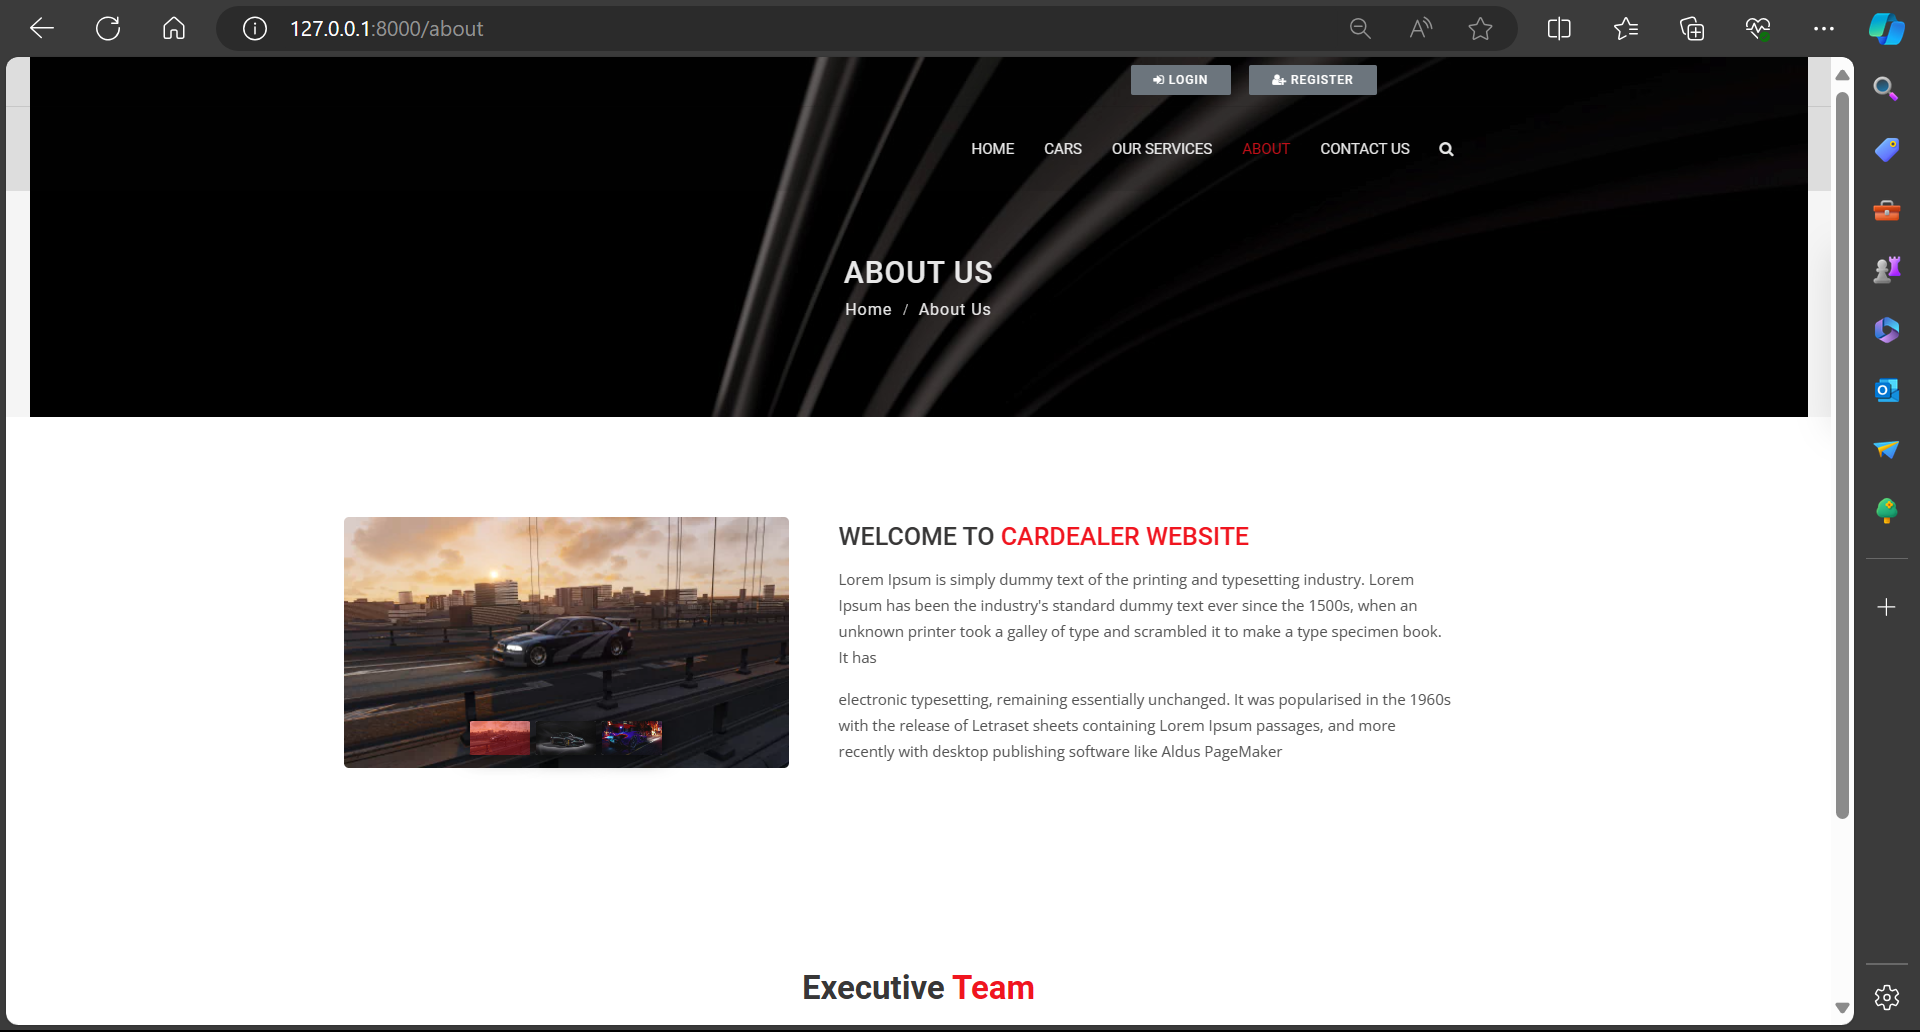 127.0.0.1:8000/about
LOGIN
REGISTER
HOME CARS OUR SERVICES ABOUT CONTACT US
ABOUT US
Home / About Us
WELCOME TO CARDEALER WEBSITE
Lorem Ipsum is simply dummy text of the printing and typesetting industry. Lorem
Ipsum has been the industry's standard dummy text ever since the 1500s, when an
unknown printer took a galley of type and scrambled it to make a type specimen book.
It has
electronic typesetting, remaining essentially unchanged. It was popularised in the 1960s
with the release of Letraset sheets containing Lorem Ipsum passages, and more
recently with desktop publishing software like Aldus PageMaker
Executive Team